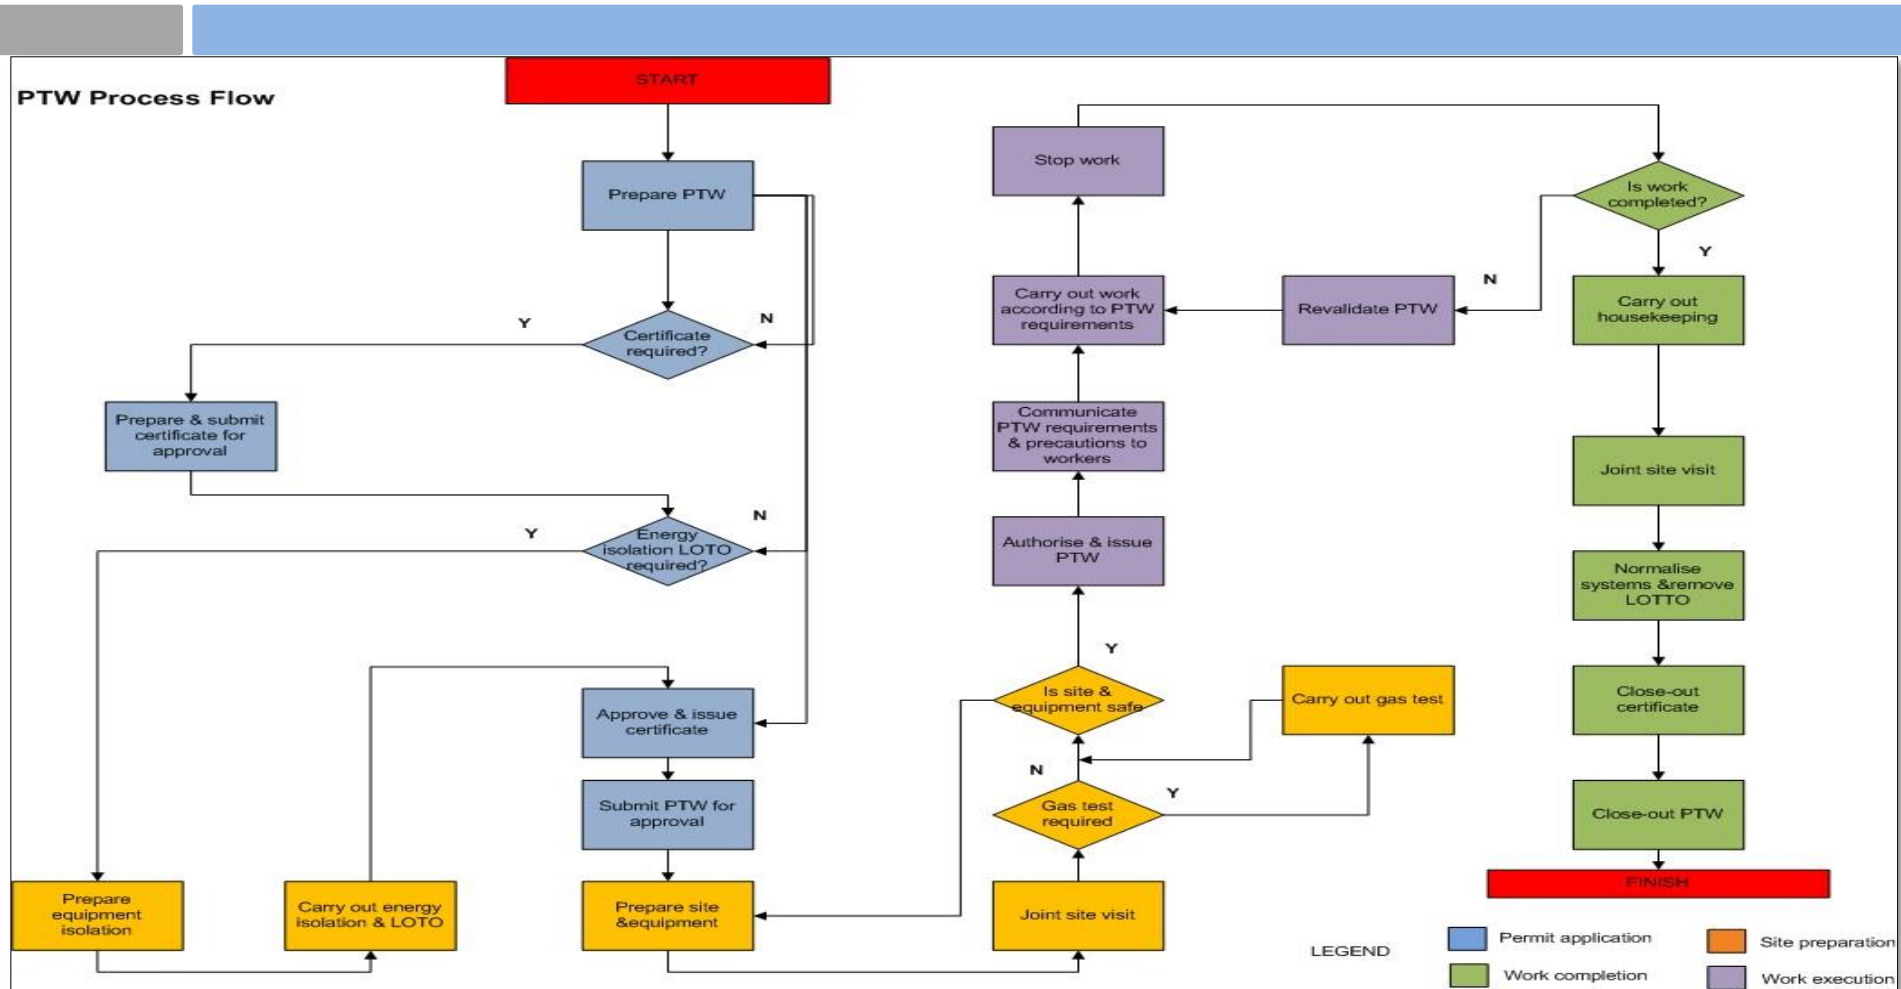 PTW Process Flow
START
Prepare PTW
Certificate
required?
Y
N
Prepare & submit
certificate for
approval
Energy
isolation LOTO
required?
Y
N
Approve & issue
certificate
Submit PTW for
approval
Prepare
equipment
isolation
Carry out energy
isolation & LOTO
Prepare site
&equipment
Joint site visit
Gas test
required
N
Y
Carry out gas test
Is site &
equipment safe
Y
Authorise & issue
PTW
Communicate
PTW requirements
& precautions to
workers
Carry out work
according to PTW
requirements
Stop work
Revalidate PTW
Is work
completed?
N
Y
Carry out
housekeeping
Joint site visit
Normalise
systems &remove
LOTTO
Close-out
certificate
Close-out PTW
FINISH
LEGEND
Permit application
Site preparation
Work completion
Work execution